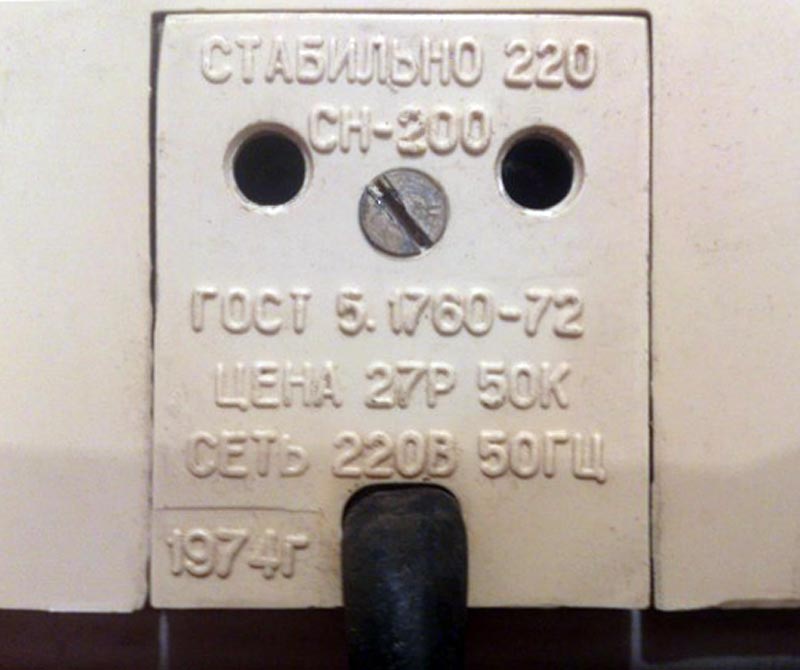 СТАБИЛЬНО 220
СН-200
ГОСТ 5.1760-72
ЦЕНА 27Р 50К
СЕТЬ 220В 50ГЦ
1974г